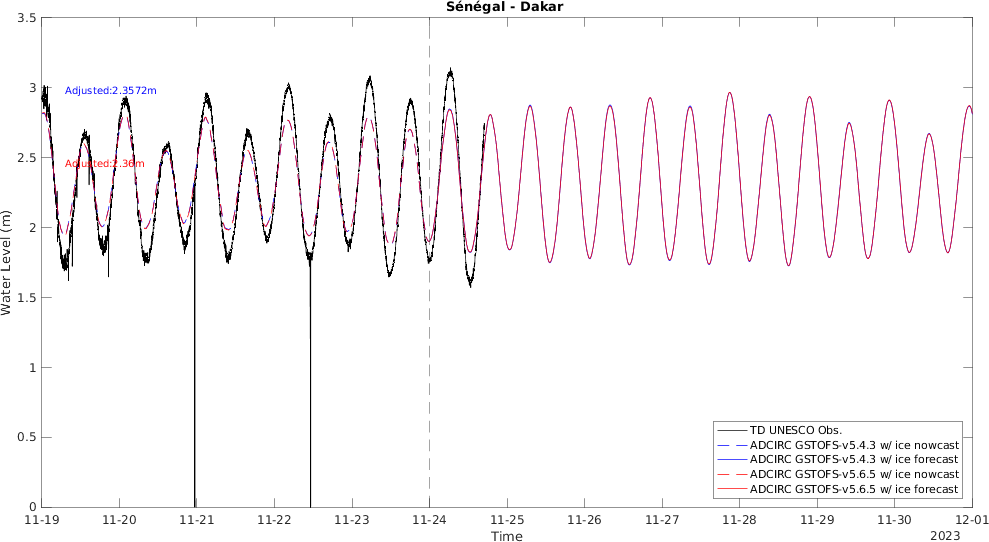 Sénégal - Dakar
3.5
3
2.5
2
1.5
1
0.5
0
Water Level (m)
Adjusted:2.3572m
Adjusted:2.36m
TD UNESCO Obs.
ADCIRC GSTOFS-v5.4.3 w/ ice nowcast
ADCIRC GSTOFS-v5.4.3 w/ ice forecast
ADCIRC GSTOFS-v5.6.5 w/ ice nowcast
ADCIRC GSTOFS-v5.6.5 w/ ice forecast
11-19 11-20 11-21 11-22 11-23 11-24 11-25 11-26 11-27 11-28 11-29 11-30 12-01
Time
2023